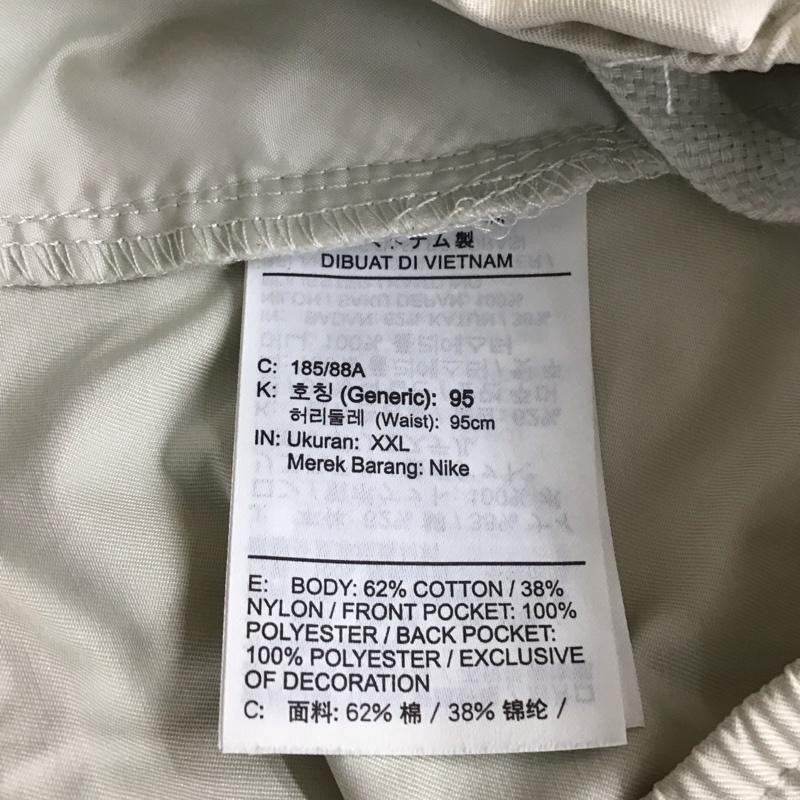 ベトナム製
DIBUAT DI VIETNAM
C: 185/88A
K: 호칭 (Generic): 95
허리둘레 (Waist): 95cm
IN: Ukuran: XXL
Merek Barang: Nike
E: BODY: 62% COTTON / 38%
NYLON / FRONT POCKET: 100%
POLYESTER / BACK POCKET:
100% POLYESTER / EXCLUSIVE
OF DECORATION
C: 面料: 62% 棉 / 38% 锦纶 /